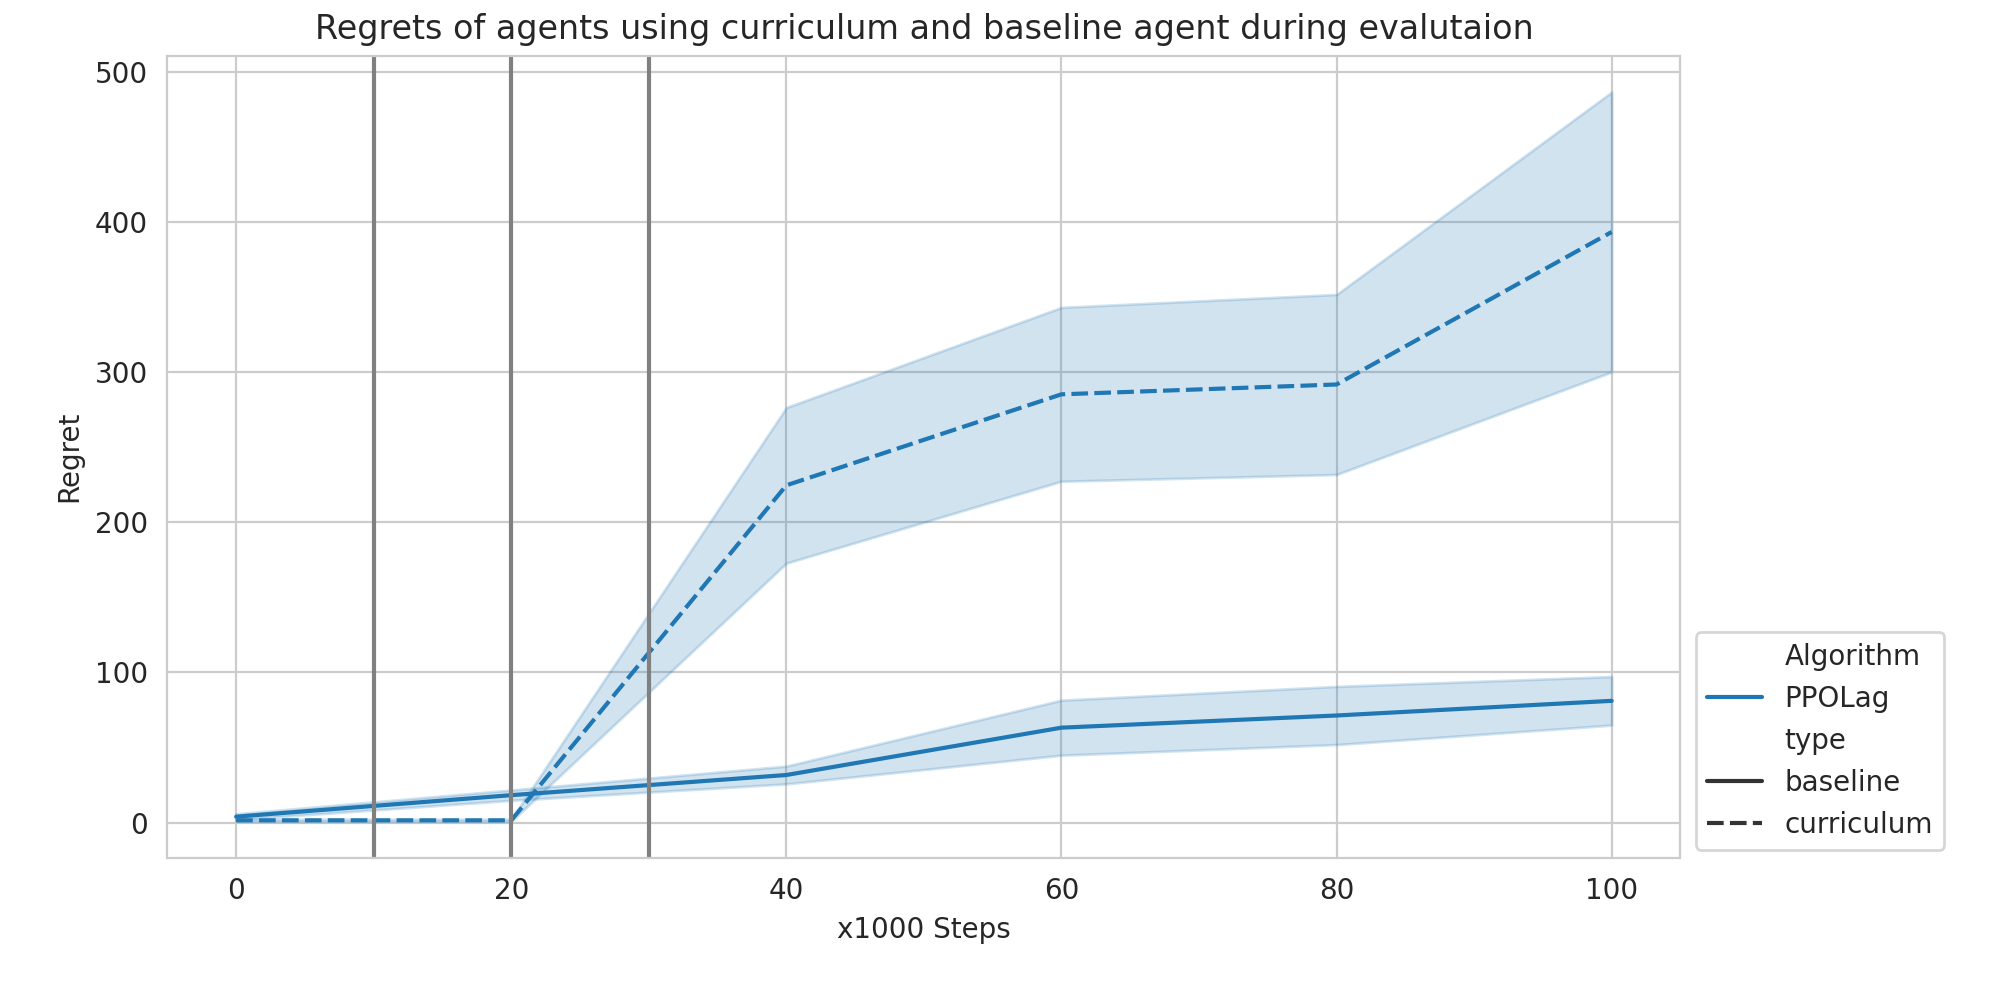 Regrets of agents using curriculum and baseline agent during evalutaion
500
400
300
200
100
0
Regret
0 20 40 60 80 100
x1000 Steps
Algorithm
PPOLag
type
baseline
curriculum